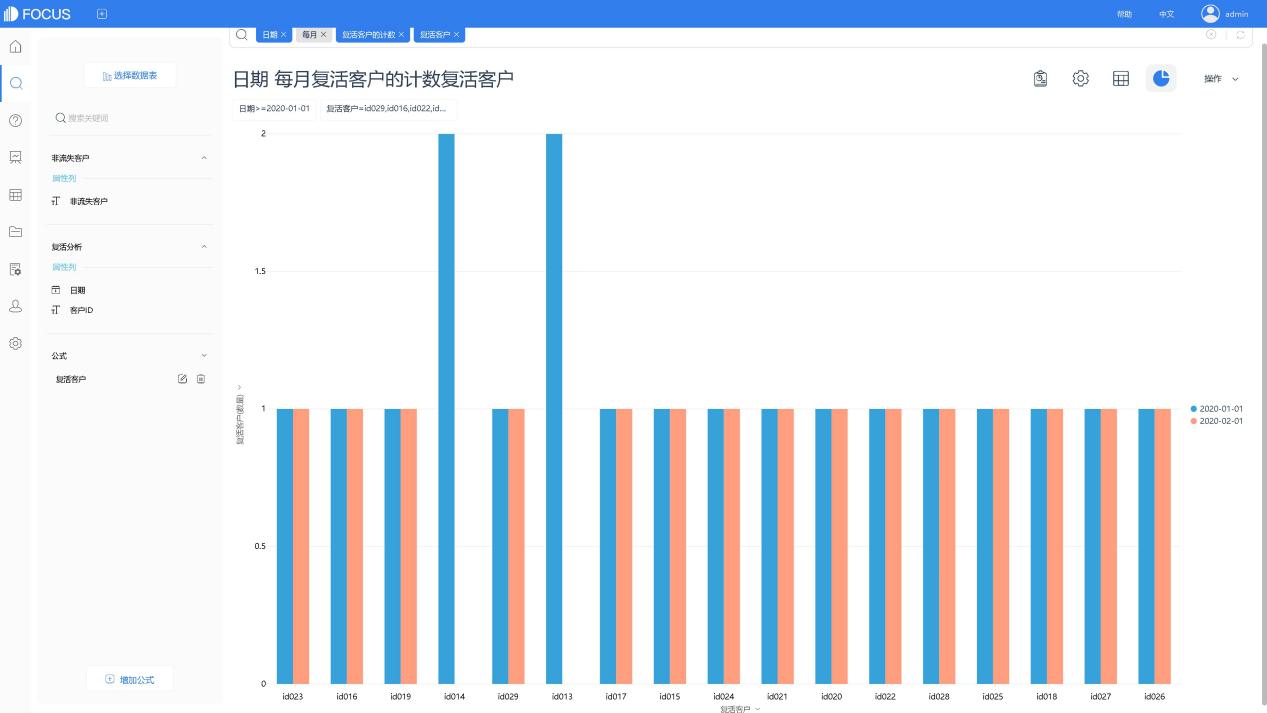 FOCUS
帮助 中文 admin
日期 × 每月 × 复活客户的计数 × 复活客户 ×
选择数据表
搜索关键词
非流失客户
属性列
非流失客户
复活分析
属性列
日期
客户ID
公式
复活客户
增加公式
日期 每月复活客户的计数复活客户
操作
日期>=2020-01-01 复活客户=id029,id016,id022,id...
2
1.5
1
0.5
0
复活客户(数量)
id023 id016 id019 id014 id029 id013 id017 id015 id024 id021 id020 id022 id028 id025 id018 id027 id026
复活客户
2020-01-01
2020-02-01